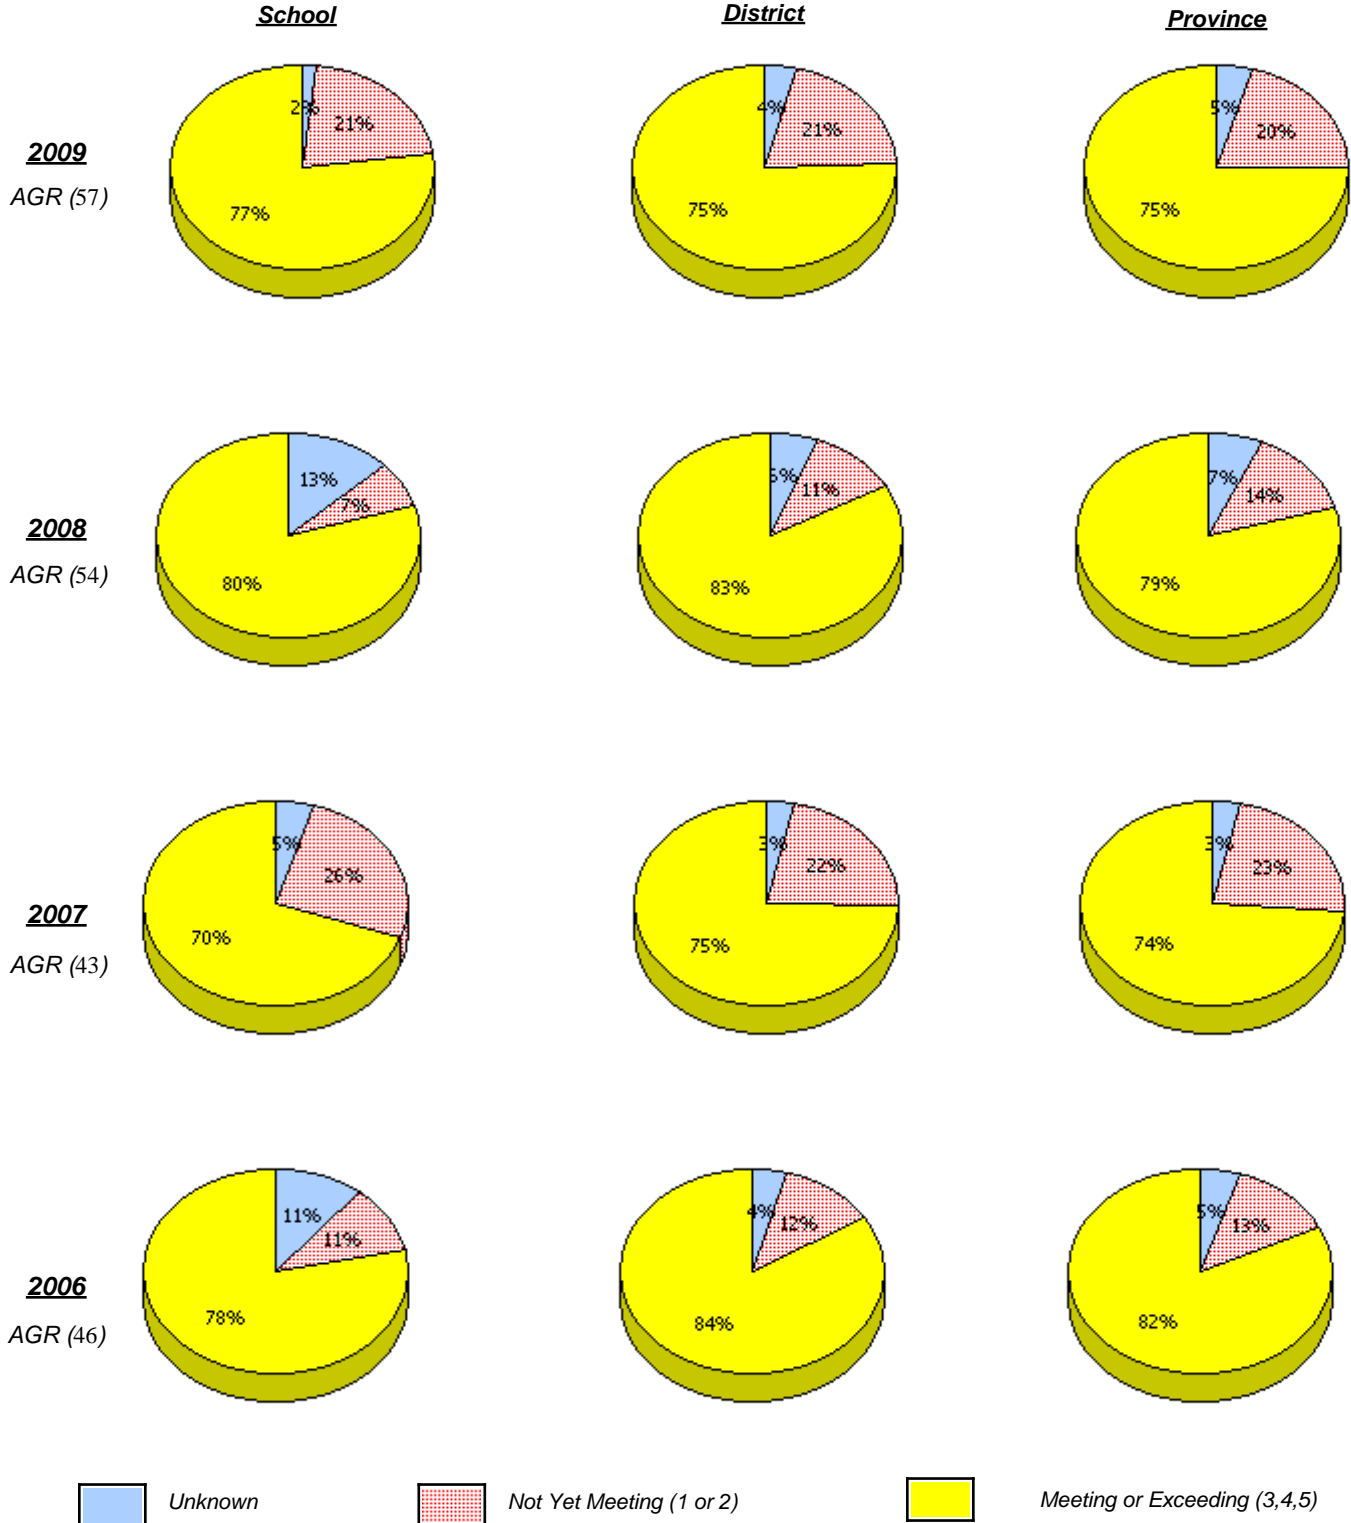 School District Province
2% 21% 77%
4% 21% 75%
5% 20% 75%
2009
AGR (57)
13% 7% 80%
11% 83%
7% 14% 79%
2008
AGR (54)
5% 26% 70%
3% 22% 75%
3% 23% 74%
2007
AGR (43)
11% 11% 78%
4% 12% 84%
5% 13% 82%
2006
AGR (46)
Unknown Not Yet Meeting (1 or 2) Meeting or Exceeding (3,4,5)